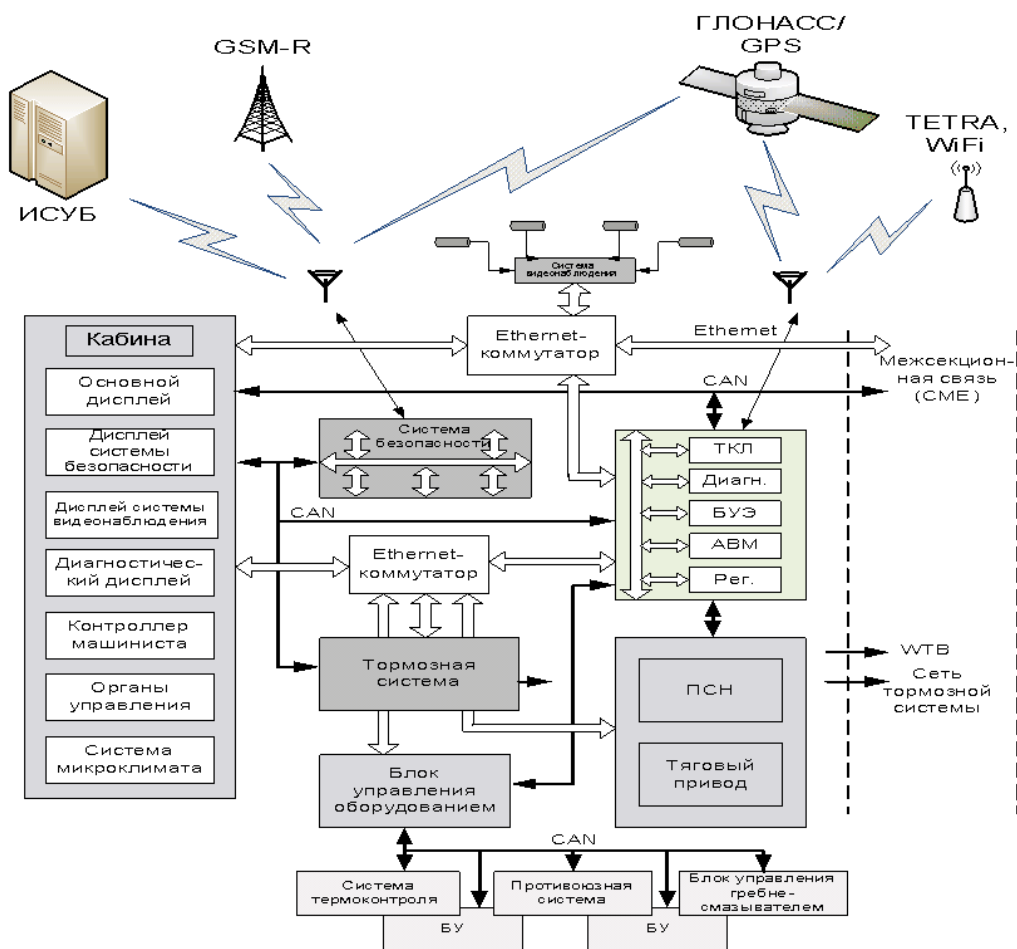 ГЛОНАСС/
GPS
GSM-R
TETRA,
WiFi
ИСУБ
Система
видеонаблюдения
Кабина
Ethernet-
коммутатор
Ethernet
Межсекцион-
ная связь
(СМЕ)
Основной
дисплей
CAN
Дисплей
системы
безопасности
Система
безопасности
ТКЛ
Диагн.
БУЭ
АВМ
Рег.
Дисплей системы
видеонаблюдения
CAN
Диагностичес-
кий дисплей
Ethernet-
коммутатор
Контроллер
машиниста
Тормозная
система
ПСН
WTB
Сеть
тормозной
системы
Органы
управления
Система
микроклимата
Блок
управления
оборудованием
Тяговый
привод
CAN
Система
термоконтроля
Противоюзная
система
Блок управления
гребне-
смазывателем
БУ
БУ